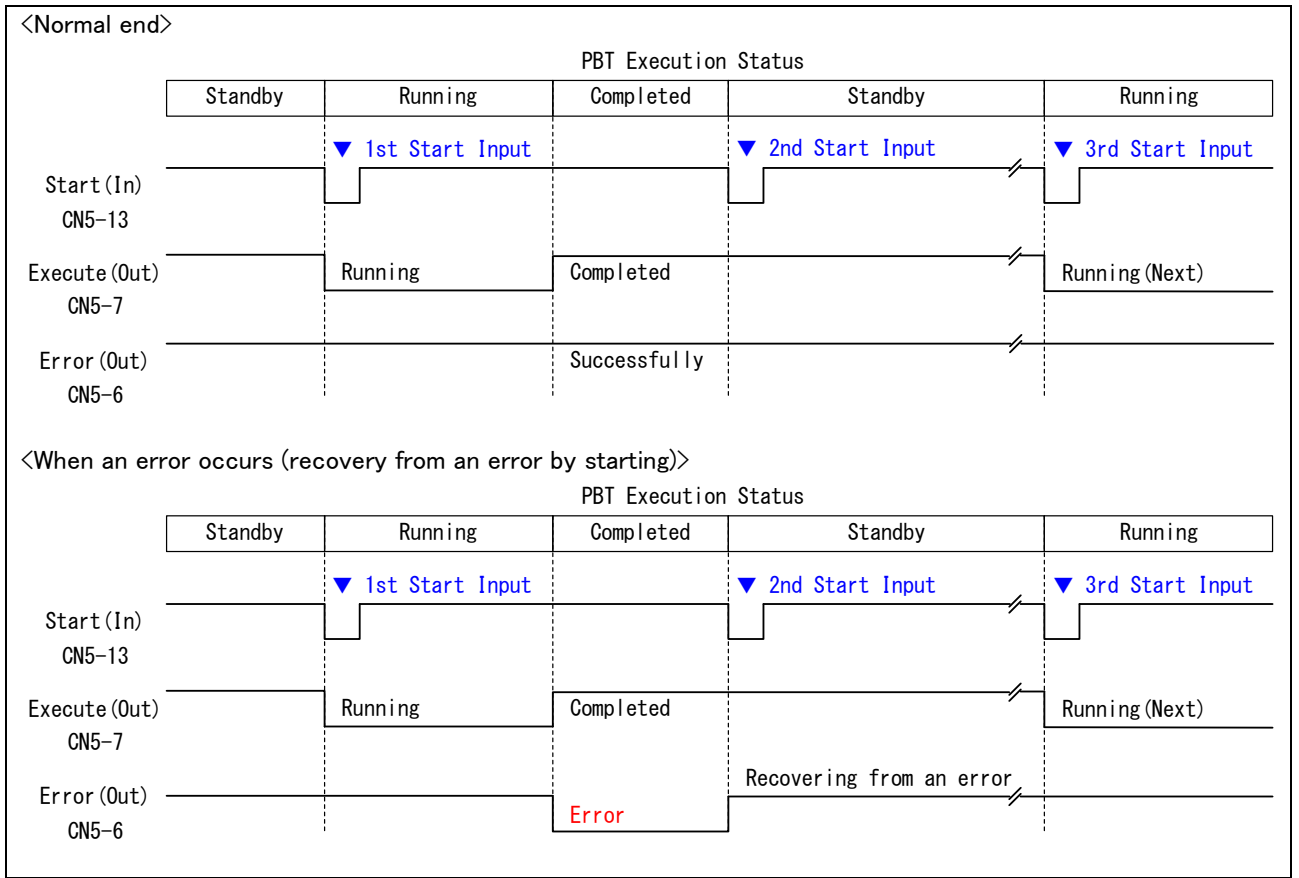 <Normal end>
PBT Execution Status
Standby Running Completed Standby Running
▼ 1st Start Input ▼ 2nd Start Input ▼ 3rd Start Input
Start(In)
CN5-13
Execute(Out) Running Completed Running(Next)
CN5-7
Error(Out) Successfully
CN5-6
<When an error occurs (recovery from an error by starting)>
PBT Execution Status
Standby Running Completed Standby Running
▼ 1st Start Input ▼ 2nd Start Input ▼ 3rd Start Input
Start(In)
CN5-13
Execute(Out) Running Completed Running(Next)
CN5-7
Recovering from an error
Error(Out) Error
CN5-6